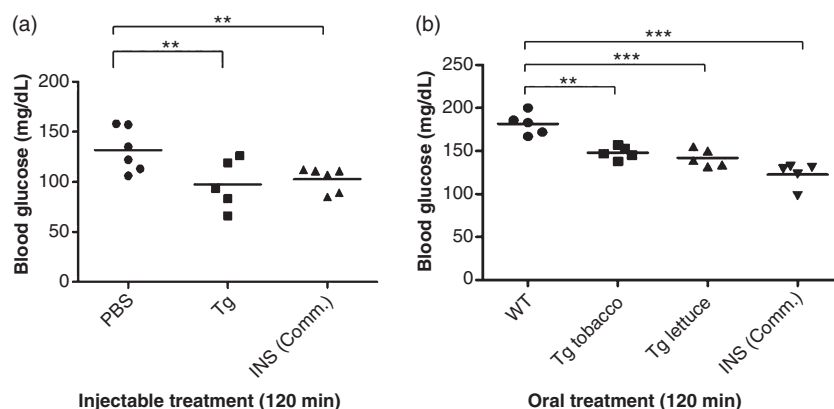 (a)
**
**
Blood glucose (mg/dL)
200
150
100
50
0
PBS
Tg
INS (Comm.)
Injectable treatment (120 min)
(b)
***
***
**
Blood glucose (mg/dL)
250
200
150
100
50
0
WT
Tg tobacco
Tg lettuce
INS (Comm.)
Oral treatment (120 min)